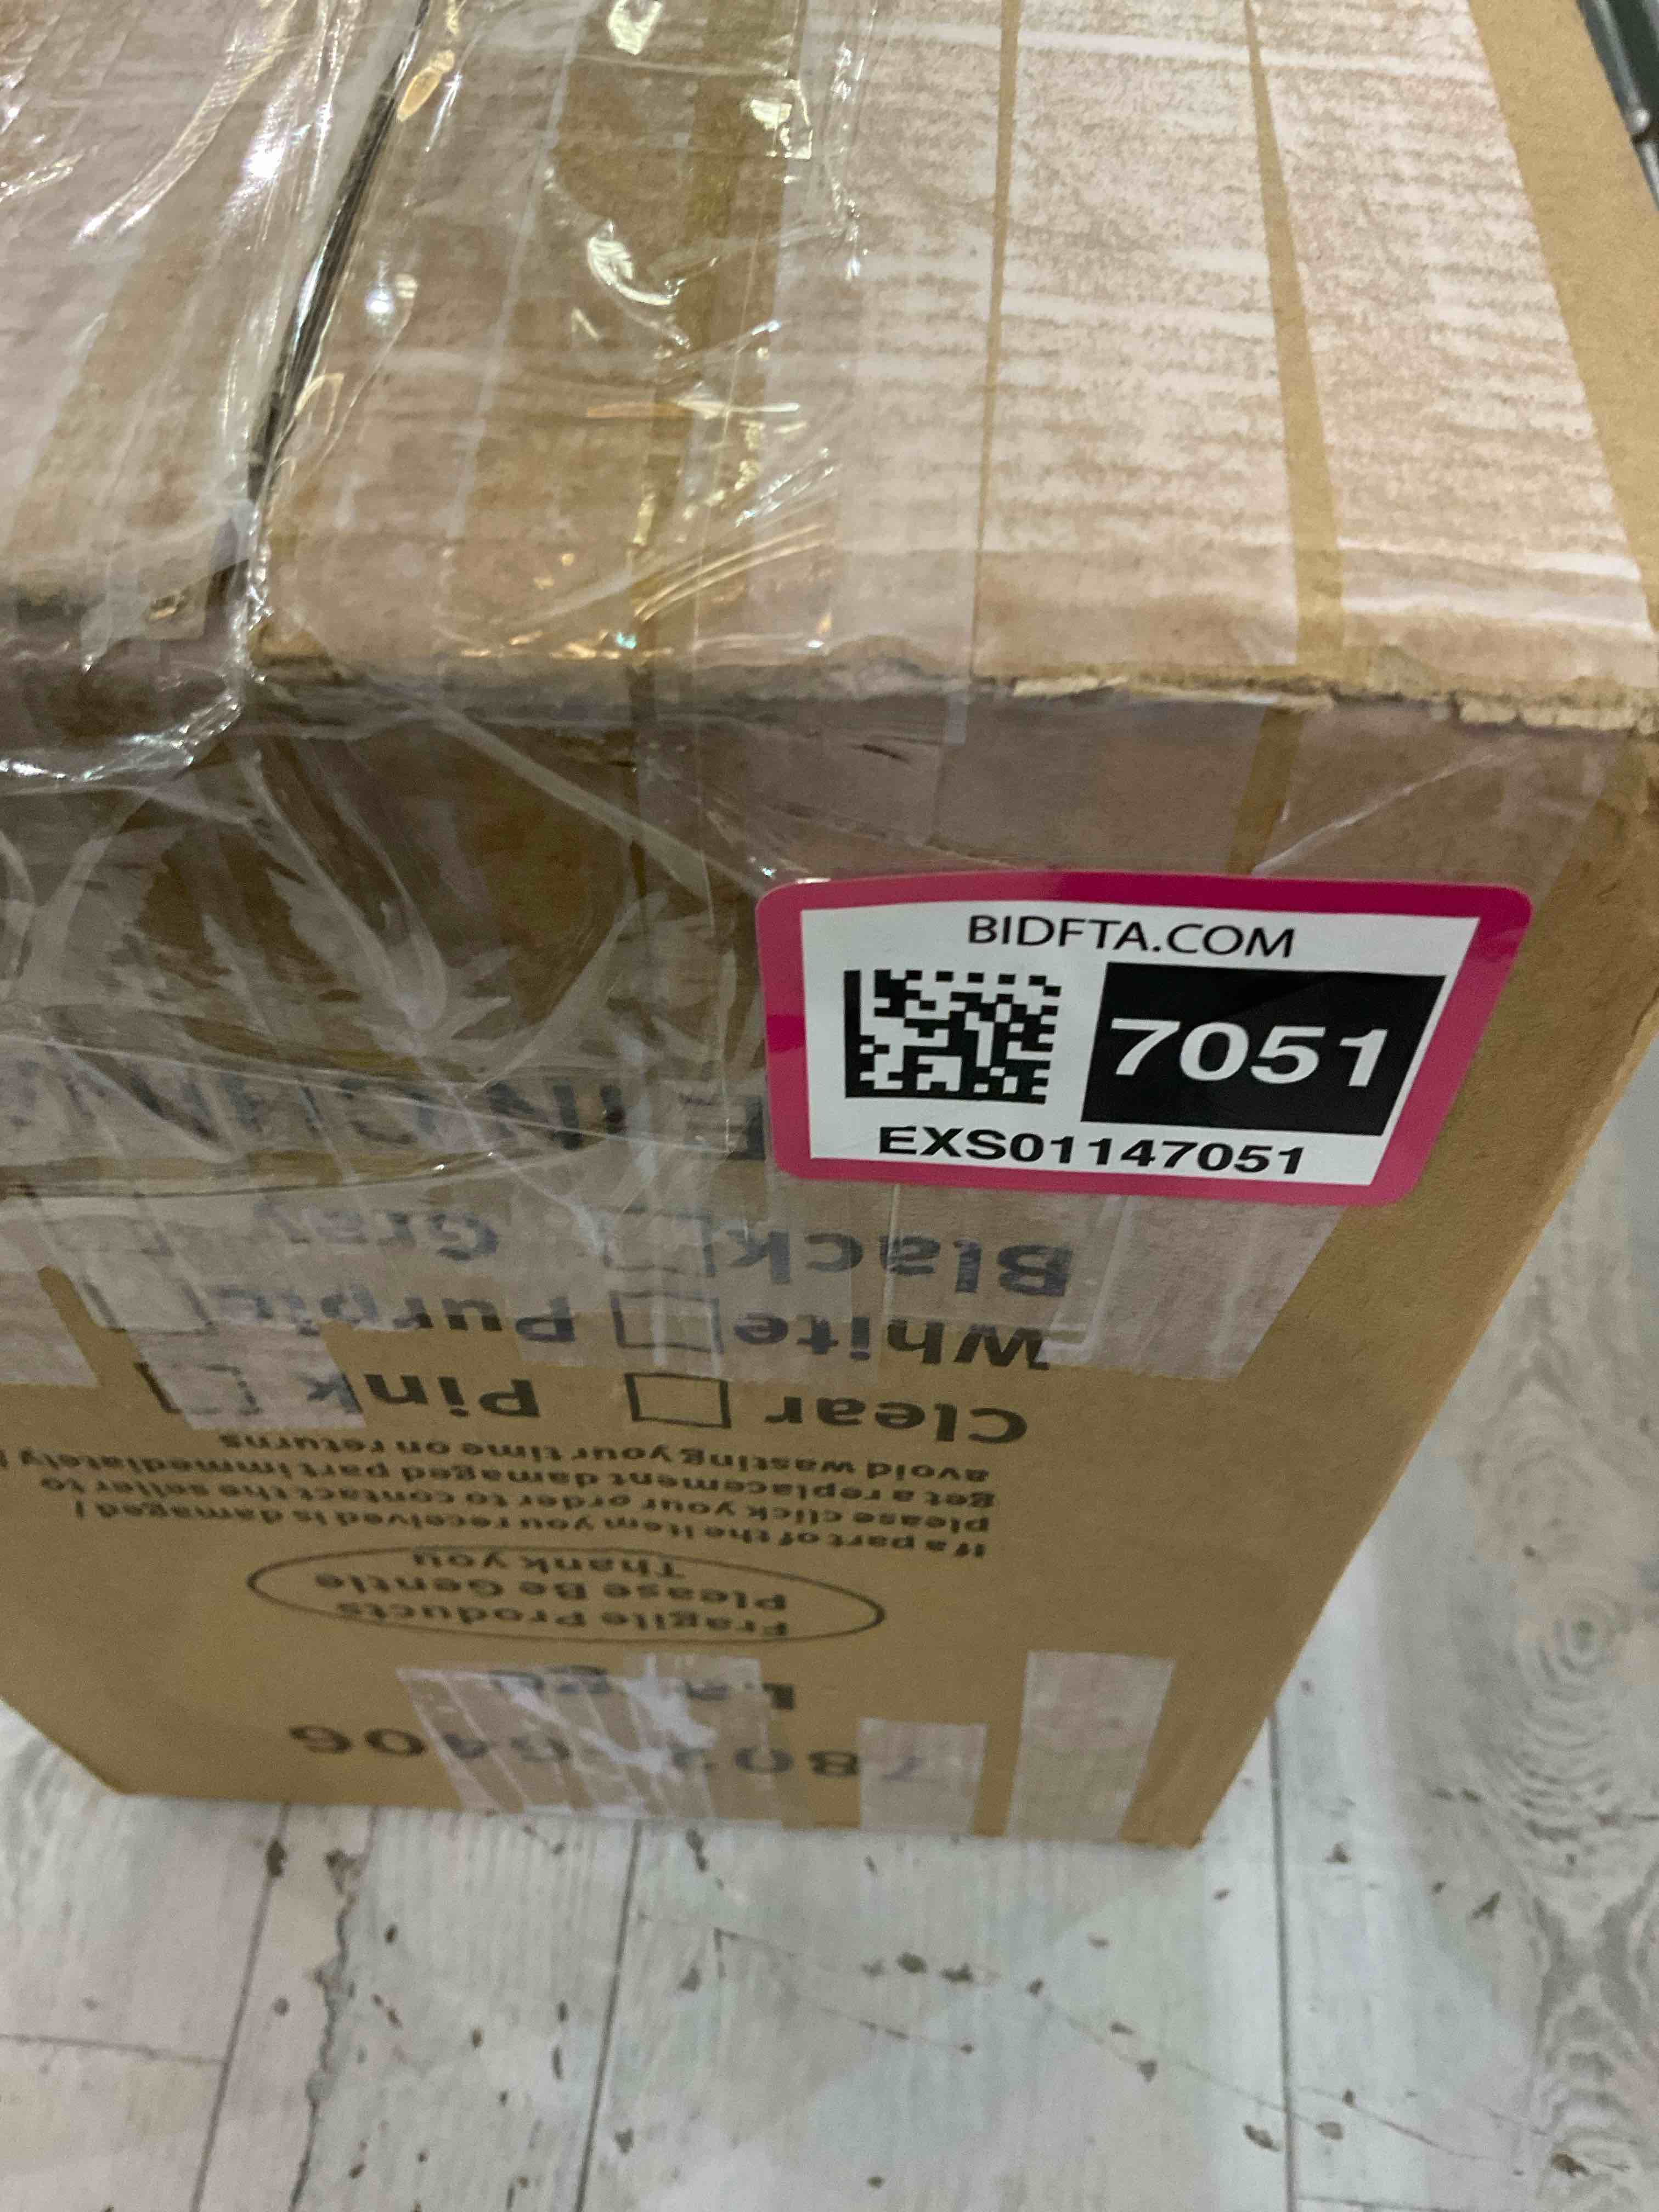 BIDFTA.COM
7051
EXS01147051
Black Gray
White Purple
Clear Pink
avoid wasting your time on returns
get a replacement damaged part immediately
please click your order to contact the seller to
If a part of the item you received is damaged
Thank you
Please Be Gentle
Fragile Products
Large